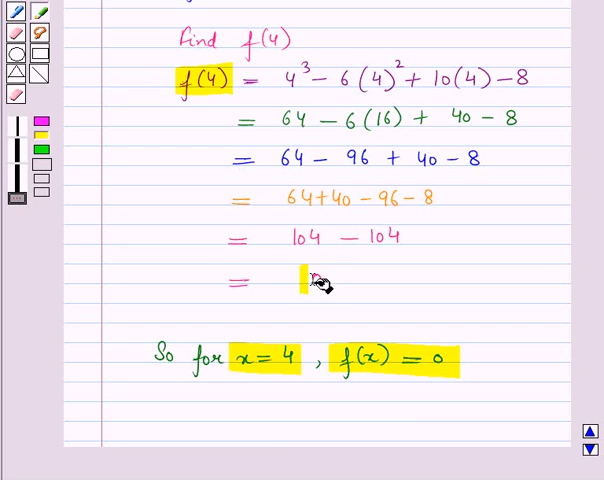 Find f(4)
f(4) = 4³ - 6(4)² + 10(4) - 8
= 64 - 6(16) + 40 - 8
= 64 - 96 + 40 - 8
= 64+40 - 96 - 8
= 104 - 104
=
So for x = 4 , f(x) = 0